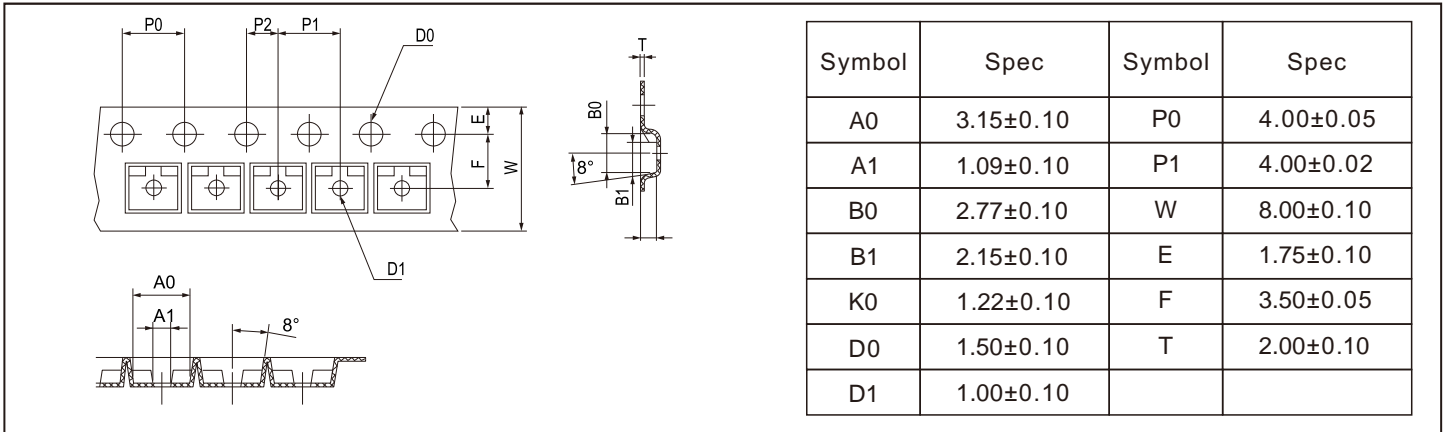 P0 P2 P1 D0
E
F
W
D1
A0
A1
8°
T
B0
8°
B1
Symbol Spec Symbol Spec
A0 3.15±0.10 P0 4.00±0.05
A1 1.09±0.10 P1 4.00±0.02
B0 2.77±0.10 W 8.00±0.10
B1 2.15±0.10 E 1.75±0.10
K0 1.22±0.10 F 3.50±0.05
D0 1.50±0.10 T 2.00±0.10
D1 1.00±0.10